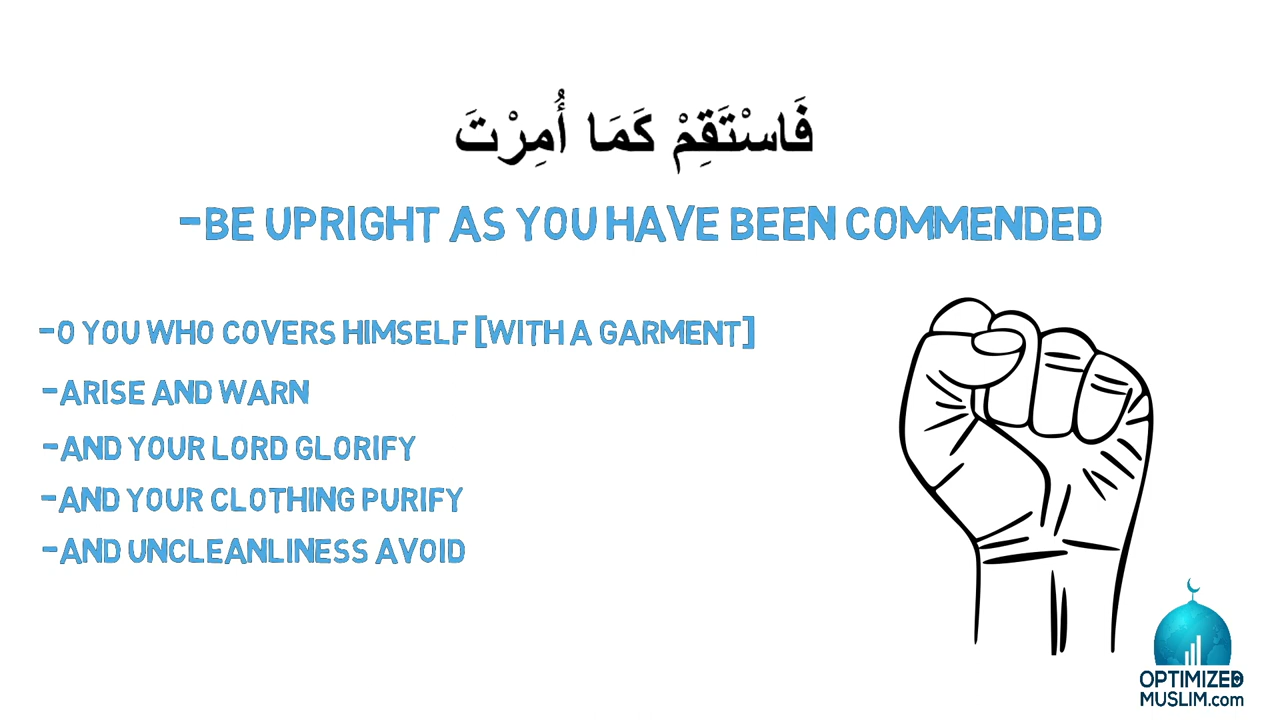 فَاسْتَقِمْ كَمَا أُمِرْتَ
-BE UPRIGHT AS YOU HAVE BEEN COMMENDED
-O YOU WHO COVERS HIMSELF [WITH A GARMENT]
-ARISE AND WARN
-AND YOUR LORD GLORIFY
-AND YOUR CLOTHING PURIFY
-AND UNCLEANLINESS AVOID
OPTIMIZED
MUSLIM.com